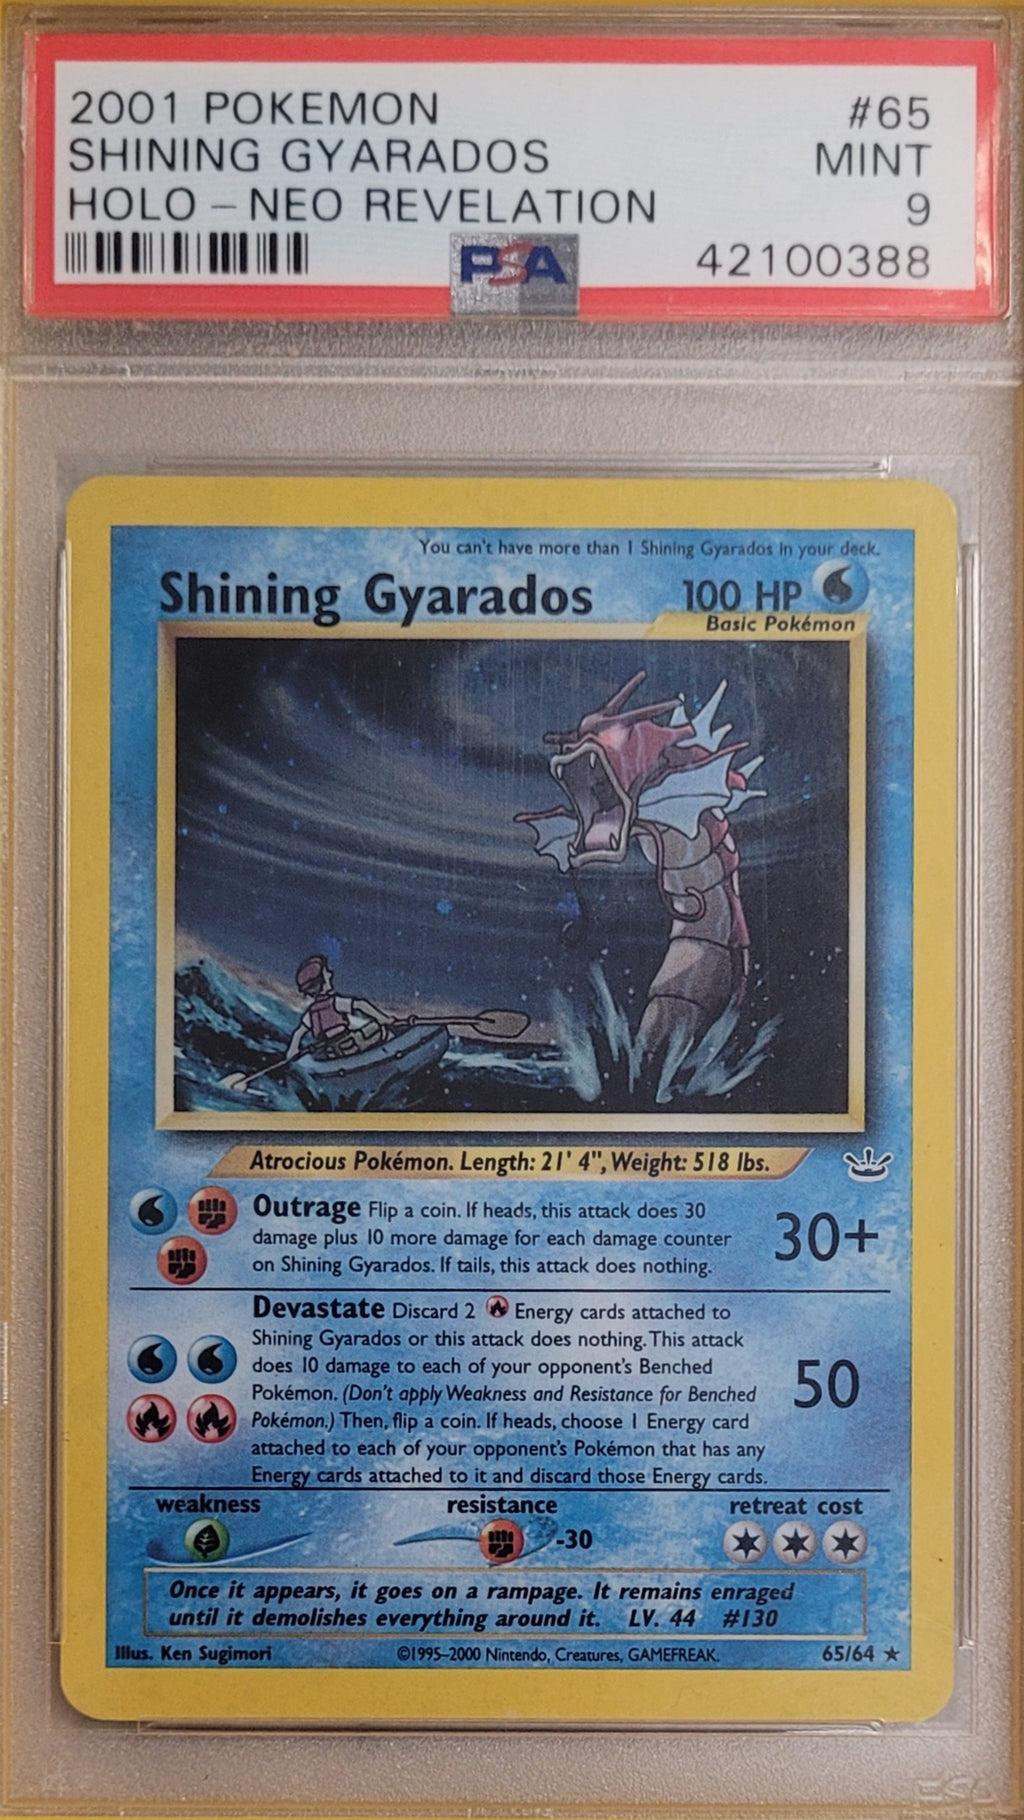 2001 POKEMON #65
SHINING GYARADOS MINT
HOLO – NEO REVELATION 9
PSA 42100388
You can't have more than 1 Shining Gyarados in your deck.
Shining Gyarados 100 HP
Basic Pokémon
Atrocious Pokémon. Length: 21' 4", Weight: 518 lbs.
Outrage Flip a coin. If heads, this attack does 30
damage plus 10 more damage for each damage counter
on Shining Gyarados. If tails, this attack does nothing.
30+
Devastate Discard 2 Energy cards attached to
Shining Gyarados or this attack does nothing. This attack
does 10 damage to each of your opponent's Benched
Pokémon. (Don't apply Weakness and Resistance for Benched
Pokémon.) Then, flip a coin. If heads, choose 1 Energy card
attached to each of your opponent's Pokémon that has any
Energy cards attached to it and discard those Energy cards.
50
weakness resistance retreat cost
-30
Once it appears, it goes on a rampage. It remains enraged
until it demolishes everything around it. LV. 44 #130
Illus. Ken Sugimori ©1995–2000 Nintendo, Creatures, GAMEFREAK. 65/64 ★